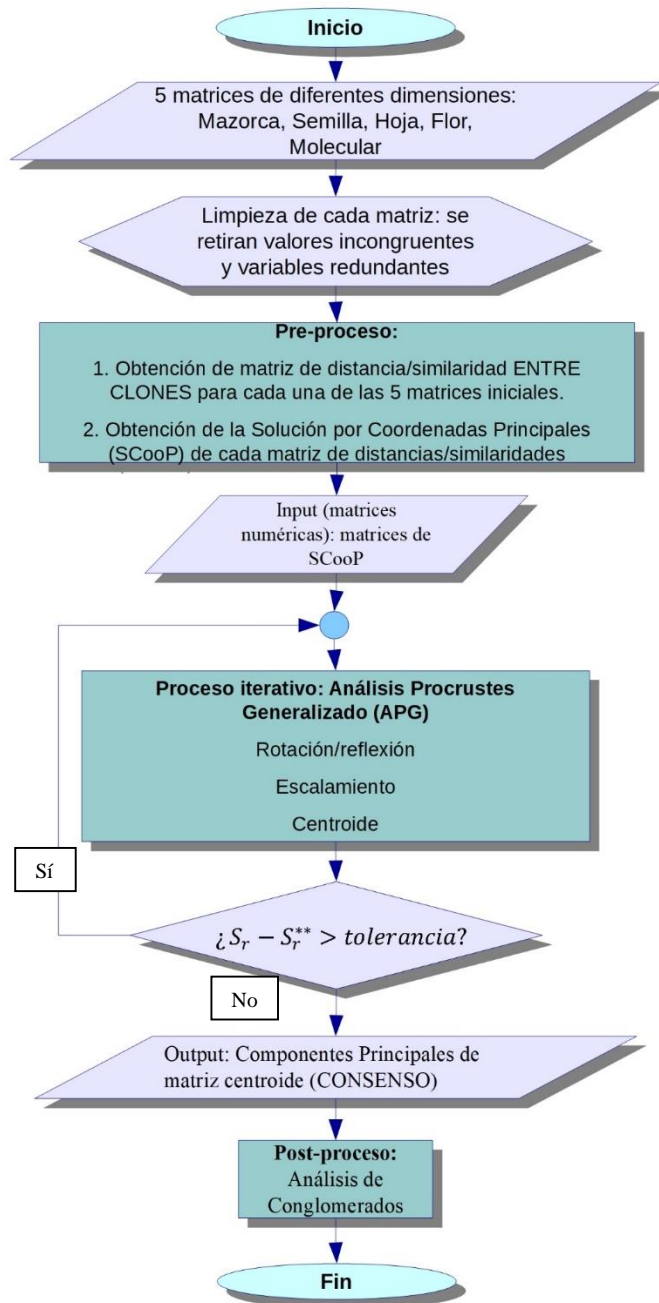 Inicio
5 matrices de diferentes dimensiones:
Mazorca, Semilla, Hoja, Flor,
Molecular
Limpieza de cada matriz: se
retiran valores incongruentes
y variables redundantes
Pre-proceso:
1. Obtención de matriz de distancia/similaridad ENTRE
CLONES para cada una de las 5 matrices iniciales.
2. Obtención de la Solución por Coordenadas Principales
(SCooP) de cada matriz de distancias/similaridades
Input (matrices
numéricas): matrices de
SCooP
Proceso iterativo: Análisis Procrustes
Generalizado (APG)
Rotación/reflexión
Escalamiento
Centroide
Sí
¿S_r − S_r^{**} > tolerancia?
No
Output: Componentes Principales de
matriz centroide (CONSENSO)
Post-proceso:
Análisis de
Conglomerados
Fin